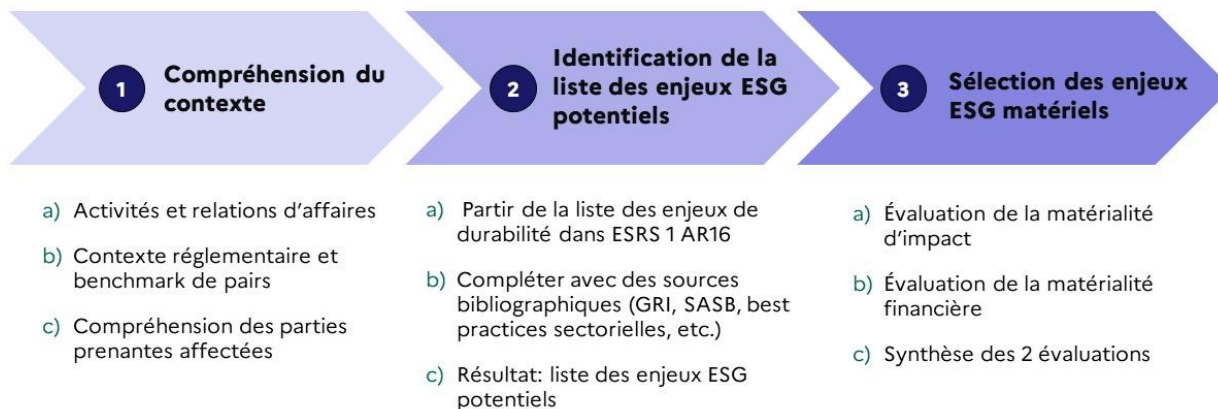 1
Compréhension du
contexte
2
Identification de la
liste des enjeux ESG
potentiels
3
Sélection des enjeux
ESG matériels
a) Activités et relations d'affaires
b) Contexte réglementaire et
benchmark de pairs
c) Compréhension des parties
prenantes affectées
a) Partir de la liste des enjeux de
durabilité dans ESRS 1 AR16
b) Compléter avec des sources
bibliographiques (GRI, SASB, best
practices sectorielles, etc.)
c) Résultat: liste des enjeux ESG
potentiels
a) Évaluation de la matérialité
d'impact
b) Évaluation de la matérialité
financière
c) Synthèse des 2 évaluations